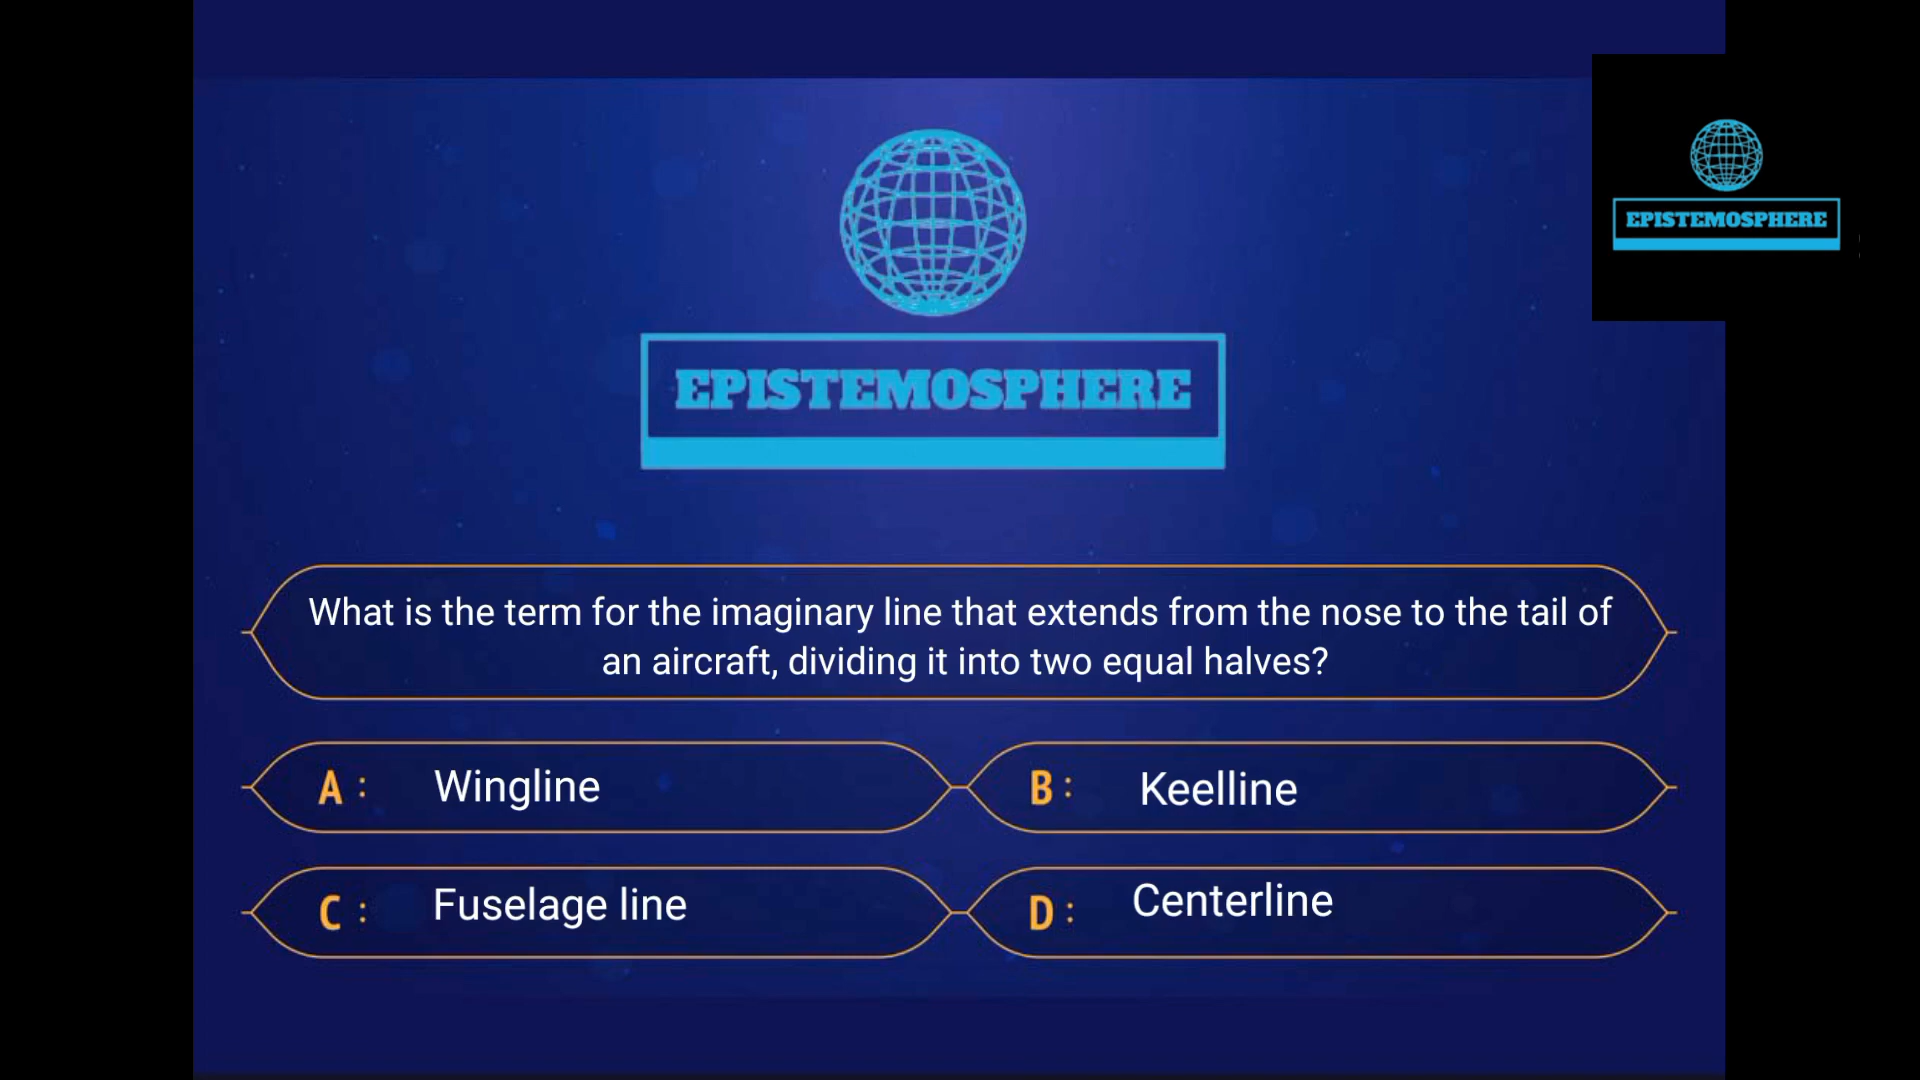 EPISTEMOSPHERE
EPISTEMOSPHERE
What is the term for the imaginary line that extends from the nose to the tail of
an aircraft, dividing it into two equal halves?
A : Wingline
B : Keelline
C : Fuselage line
D : Centerline